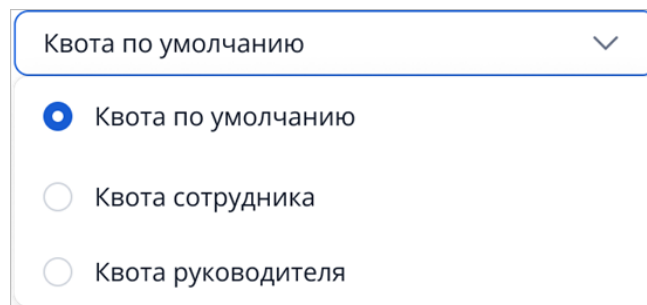 Квота по умолчанию
Квота по умолчанию
Квота сотрудника
Квота руководителя